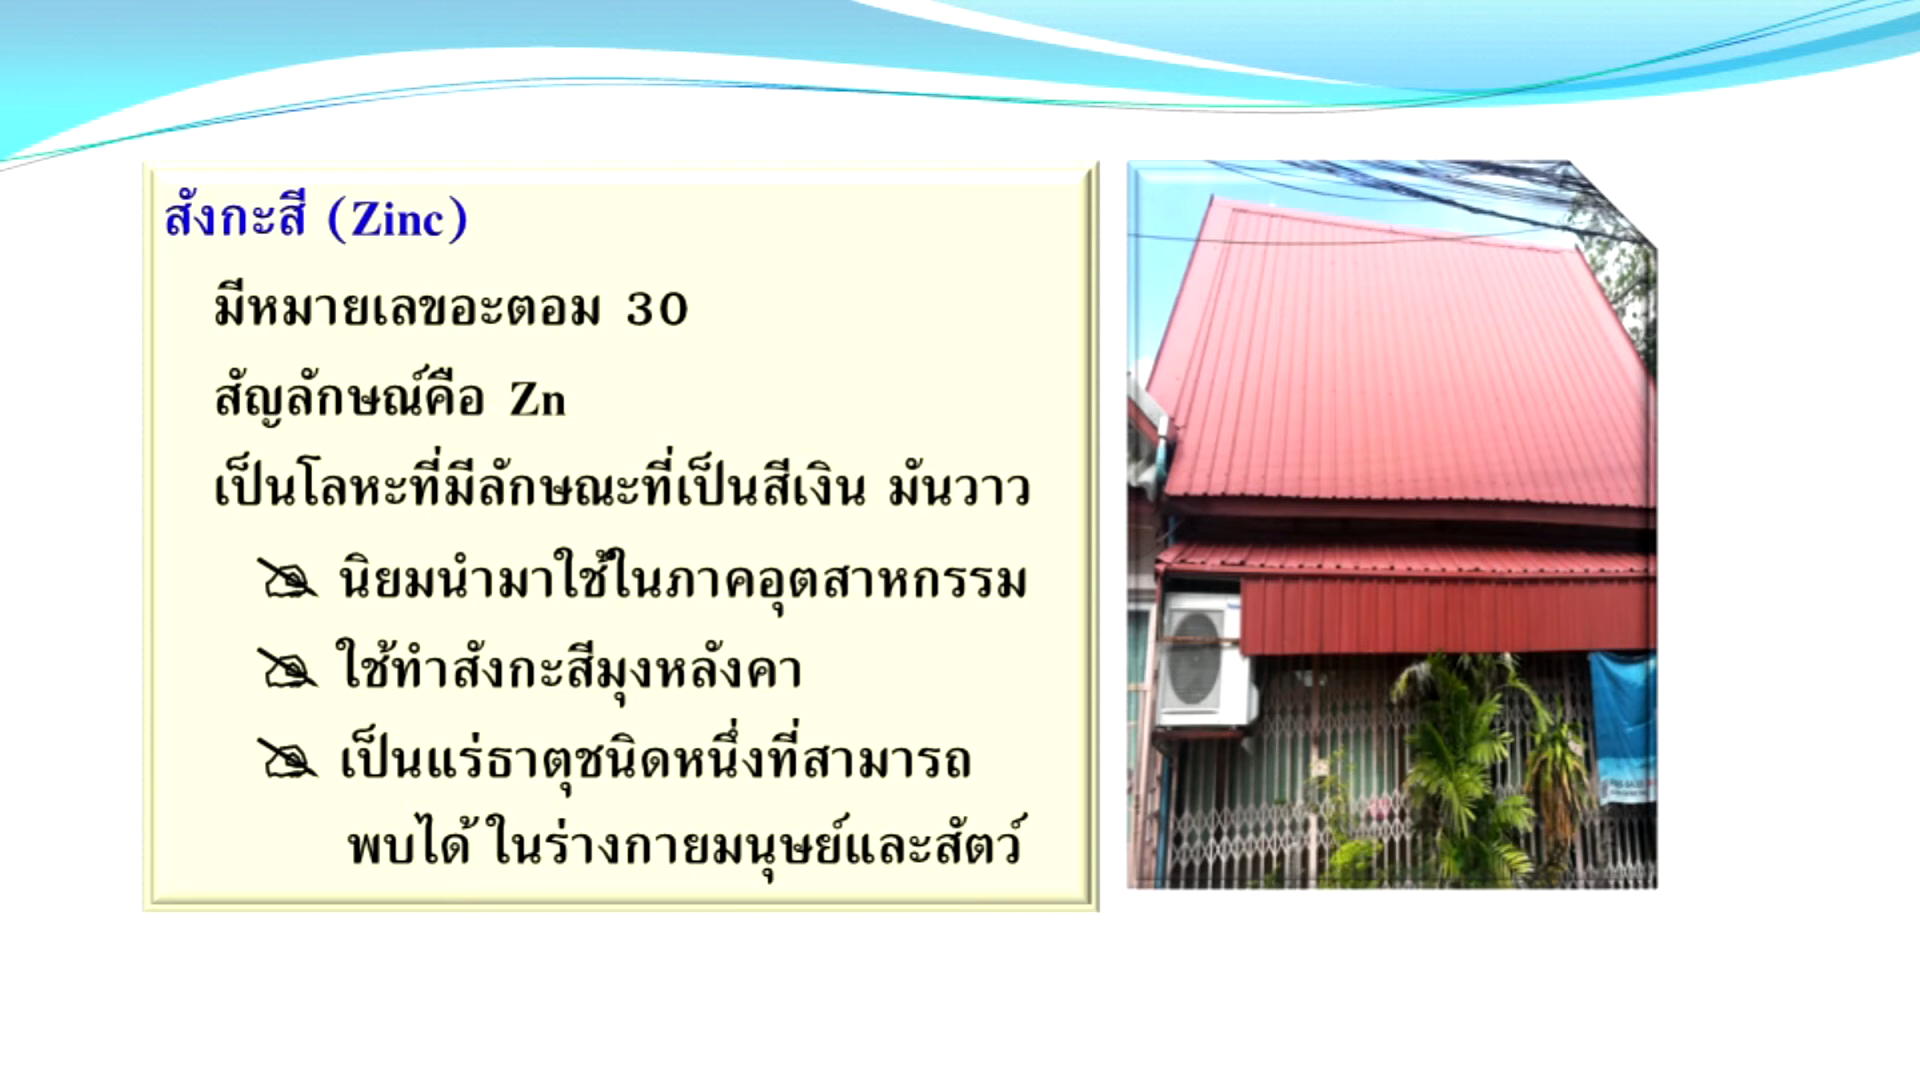 สังกะสี (Zinc)
มีหมายเลขอะตอม 30
สัญลักษณ์คือ Zn
เป็นโลหะที่มีลักษณะที่เป็นสีเงิน มันวาว
นิยมนำมาใช้ในภาคอุตสาหกรรม
ใช้ทำสังกะสีมุงหลังคา
เป็นแร่ธาตุชนิดหนึ่งที่สามารถ
พบได้ ในร่างกายมนุษย์และสัตว์